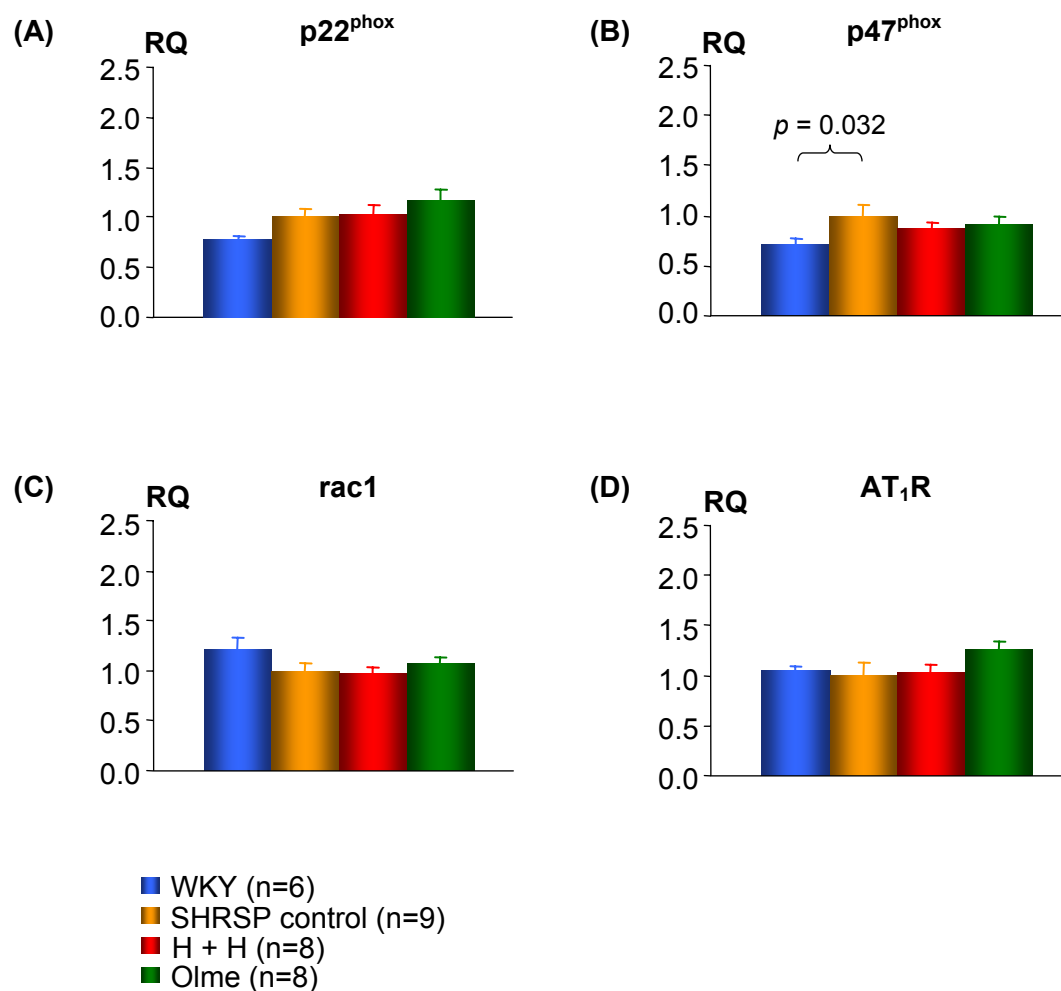 (A)
p22phox
RQ
2.5
2.0
1.5
1.0
0.5
0.0
(B)
p47phox
RQ
2.5
2.0
1.5
1.0
0.5
0.0
p = 0.032
(C)
rac1
RQ
2.5
2.0
1.5
1.0
0.5
0.0
(D)
AT₁R
RQ
2.5
2.0
1.5
1.0
0.5
0.0
WKY (n=6)
SHRSP control (n=9)
H + H (n=8)
Olme (n=8)